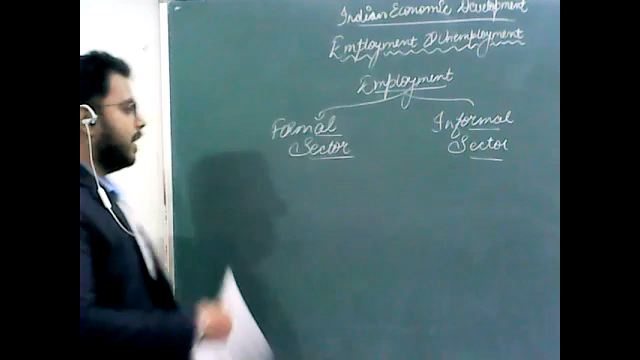 Indian Economic Development
Employment & Unemployment
Employment
Formal Informal
Sector Sector